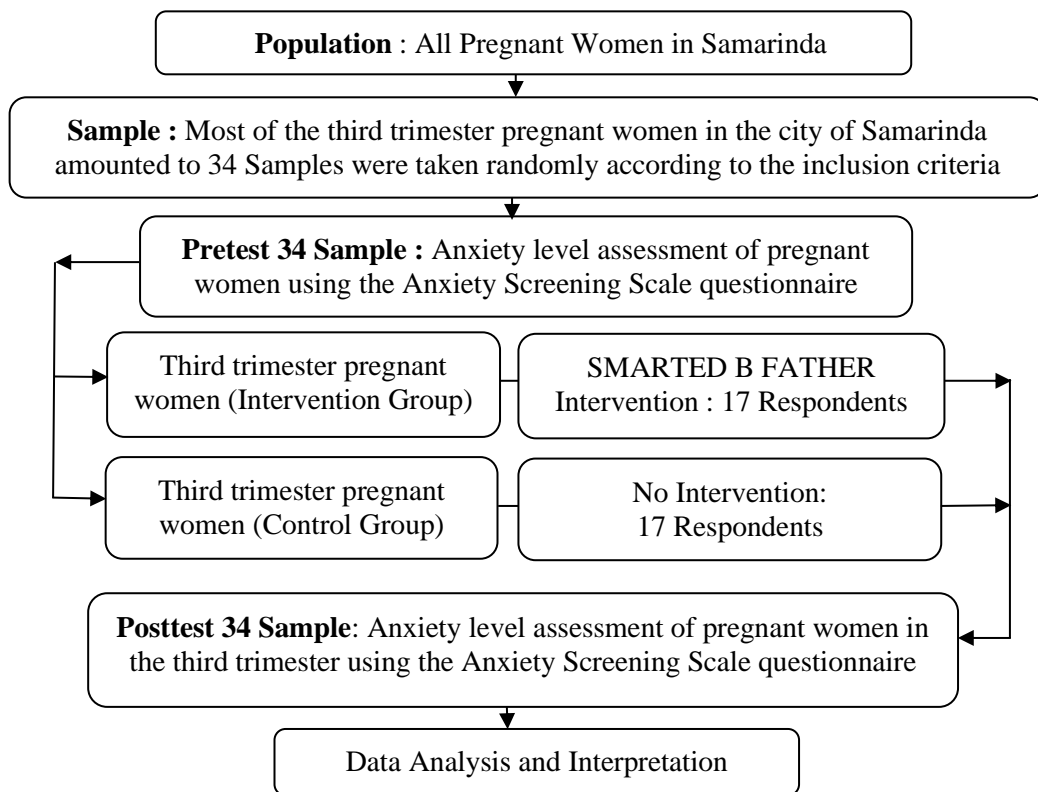 Population : All Pregnant Women in Samarinda
Sample : Most of the third trimester pregnant women in the city of Samarinda
amounted to 34 Samples were taken randomly according to the inclusion criteria
Pretest 34 Sample : Anxiety level assessment of pregnant
women using the Anxiety Screening Scale questionnaire
Third trimester pregnant
women (Intervention Group)
SMARTED B FATHER
Intervention : 17 Respondents
Third trimester pregnant
women (Control Group)
No Intervention:
17 Respondents
Posttest 34 Sample: Anxiety level assessment of pregnant women in
the third trimester using the Anxiety Screening Scale questionnaire
Data Analysis and Interpretation